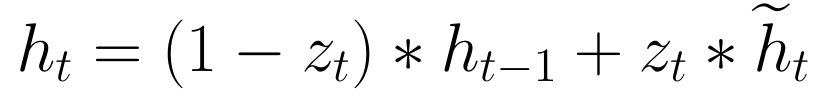 h_t = (1 − z_t) ∗ h_{t−1} + z_t ∗ \widetilde{h}_t